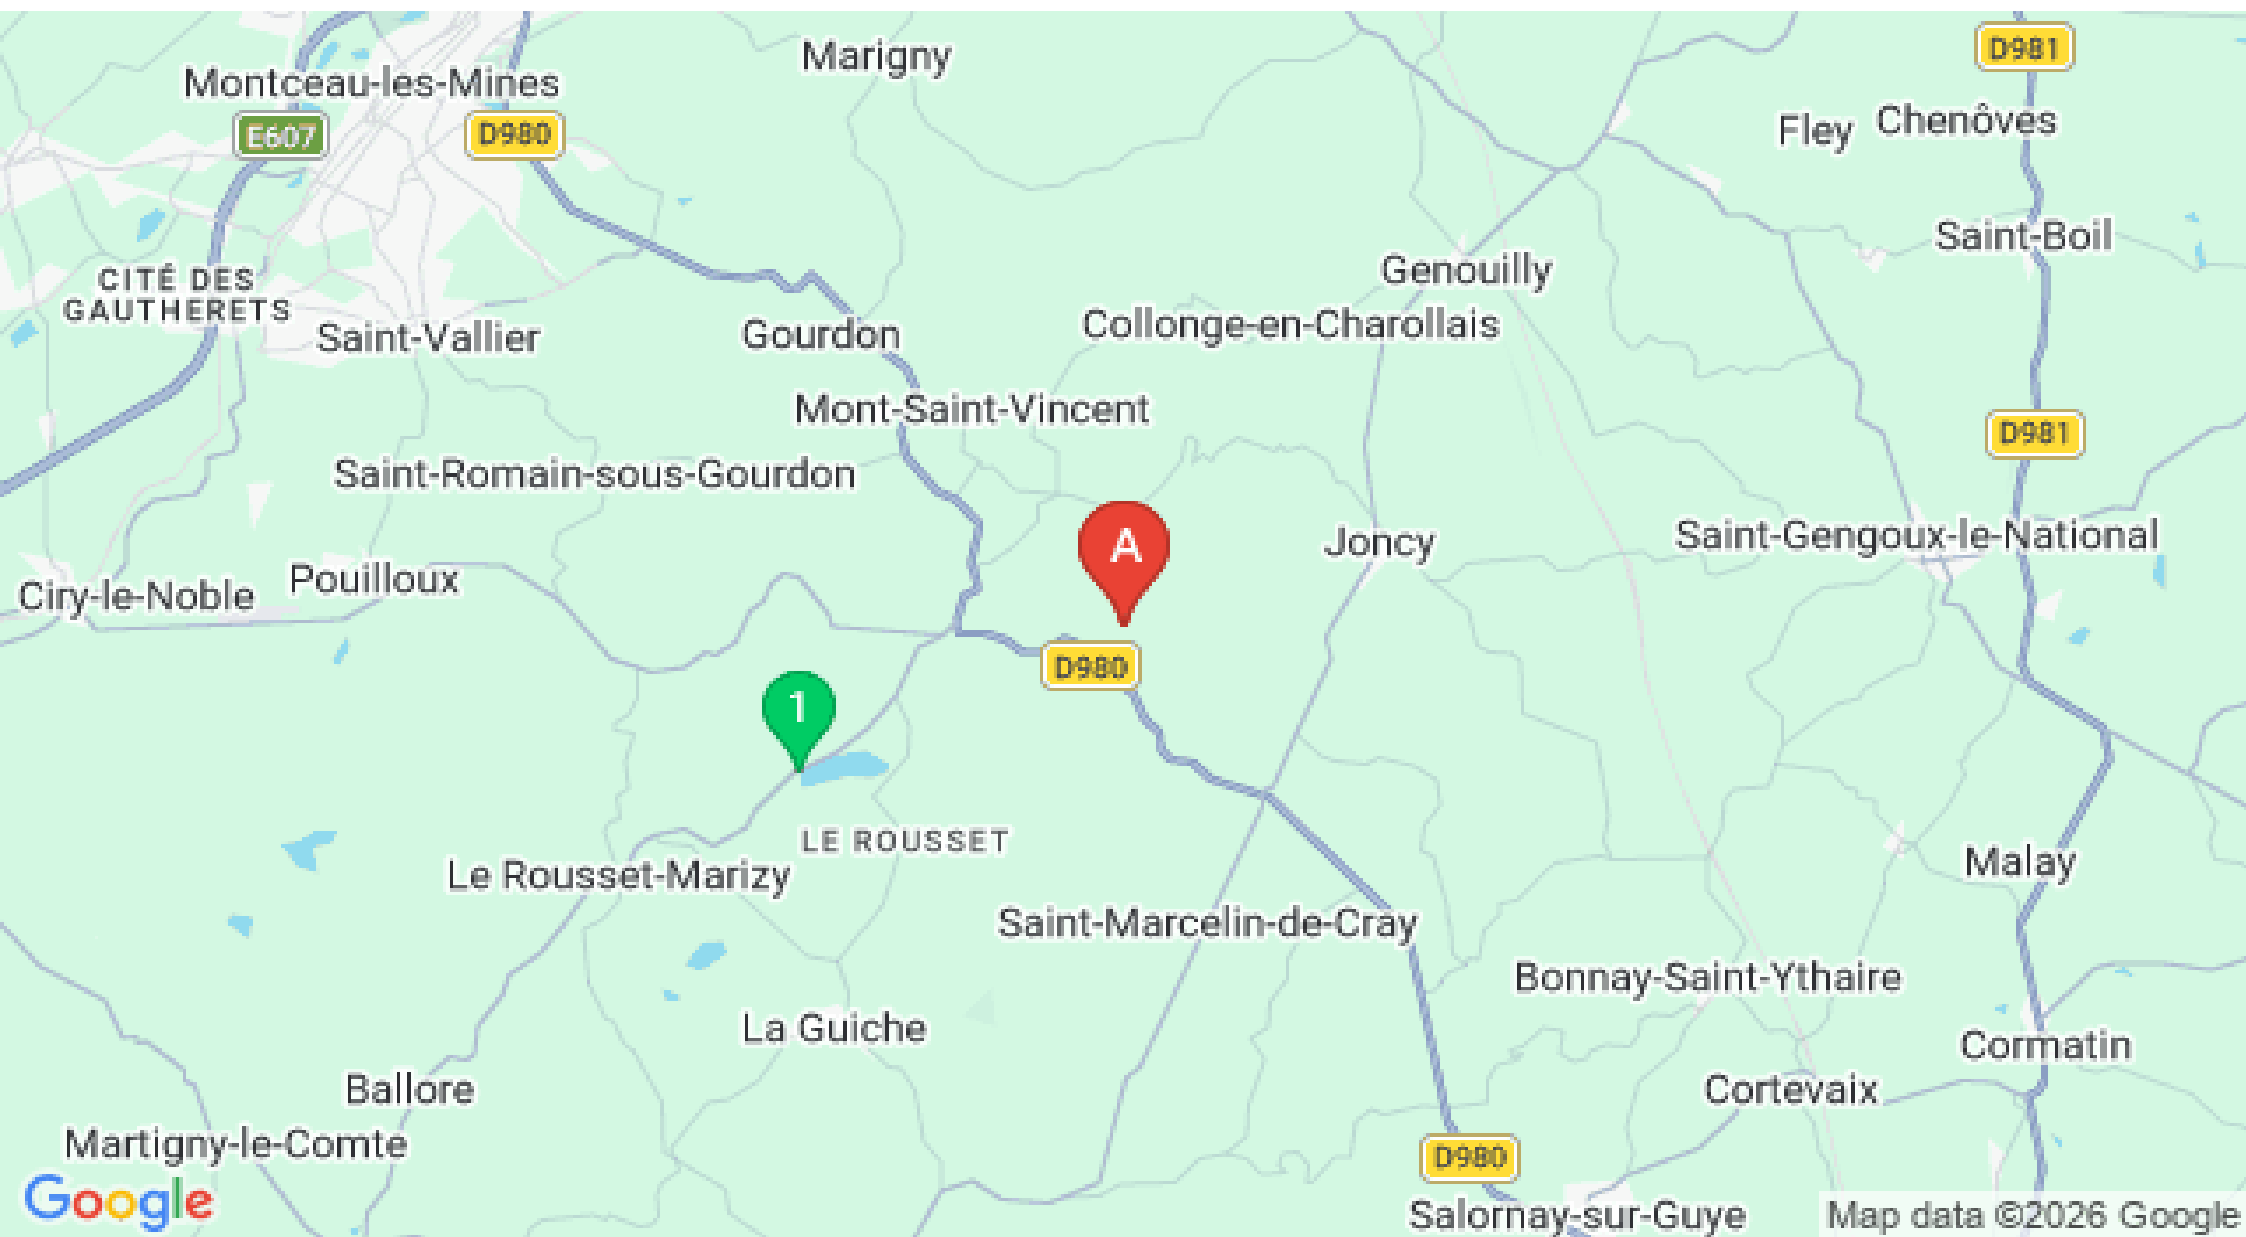 Marigny
D981
Montceau-les-Mines
Fley
Chenôves
E607
D980
Saint-Boil
Genouilly
CITÉ DES
GAUTHERETS
Collonge-en-Charollais
Saint-Vallier
Gourdon
Mont-Saint-Vincent
D981
Saint-Romain-sous-Gourdon
A
Joncy
Saint-Gengoux-le-National
Pouilloux
Ciry-le-Noble
D980
1
LE ROUSSET
Malay
Le Rousset-Marizy
Saint-Marcelin-de-Cray
Bonnay-Saint-Ythaire
La Guiche
Cormatin
Ballore
Cortevaix
Martigny-le-Comte
D980
Google
Salornay-sur-Guye
Map data ©2026 Google